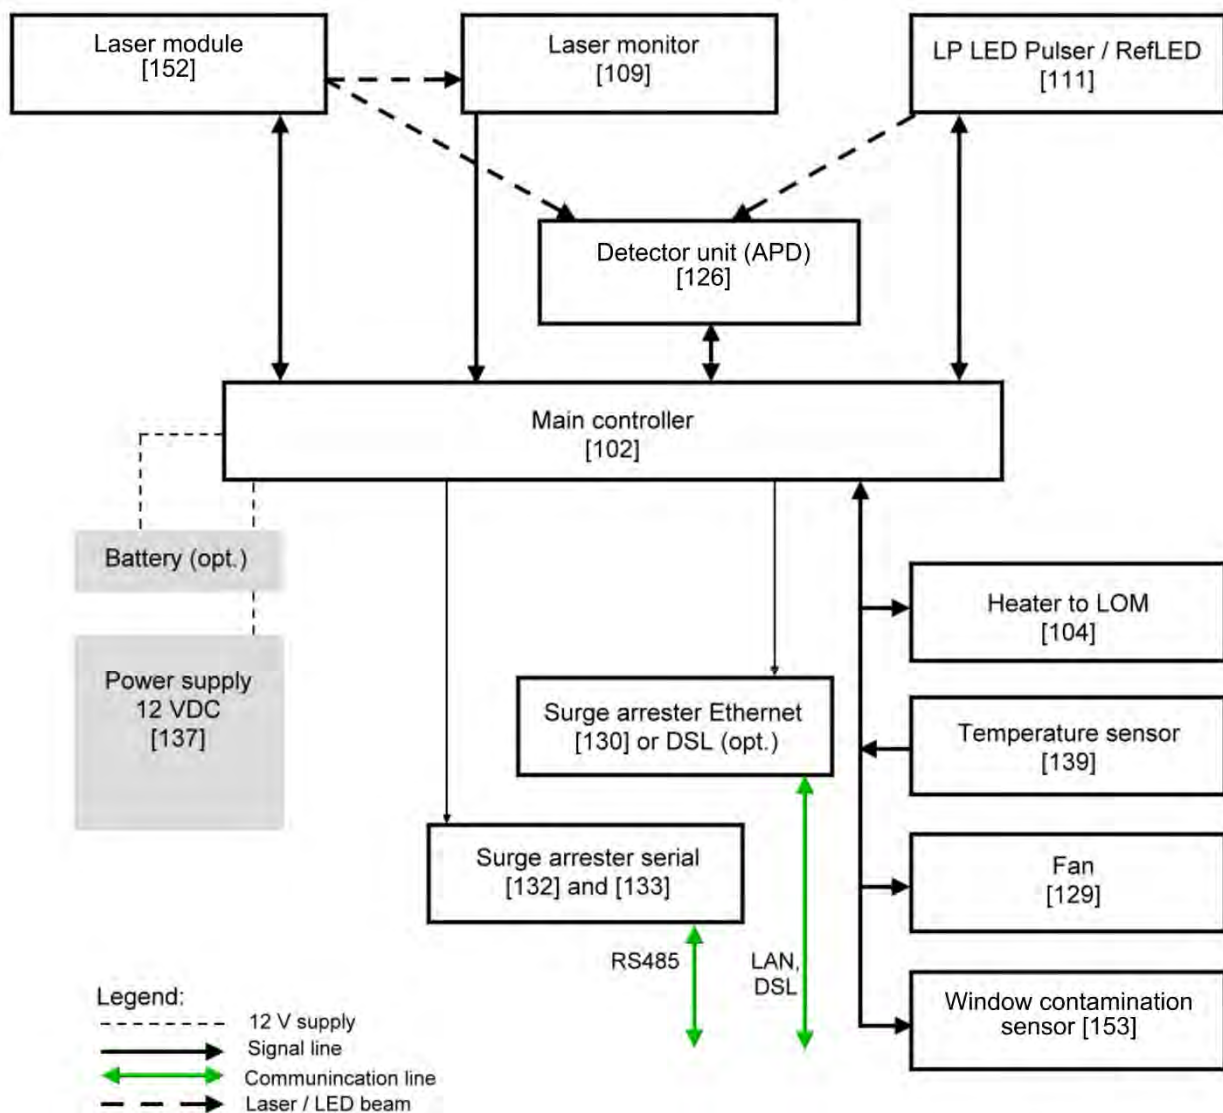 Laser module
[152]
Laser monitor
[109]
LP LED Pulser / RefLED
[111]
Detector unit (APD)
[126]
Main controller
[102]
Battery (opt.)
Power supply
12 VDC
[137]
Heater to LOM
[104]
Surge arrester Ethernet
[130] or DSL (opt.)
Temperature sensor
[139]
Surge arrester serial
[132] and [133]
Fan
[129]
RS485
LAN,
DSL
Window contamination
sensor [153]
Legend:
12 V supply
Signal line
Communincation line
Laser / LED beam